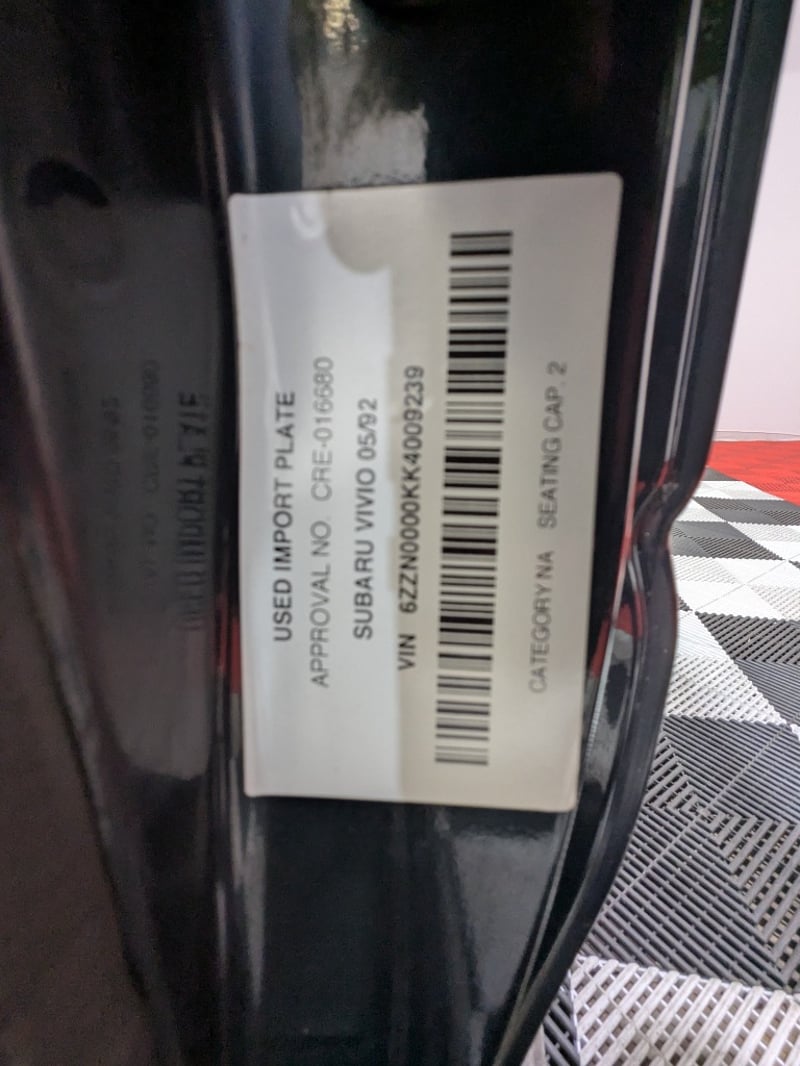 USED IMPORT PLATE
APPROVAL NO. CRE-016680
SUBARU VIVIO 05/92
VIN 6ZZN0000KK4009239
CATEGORY NA SEATING CAP. 2